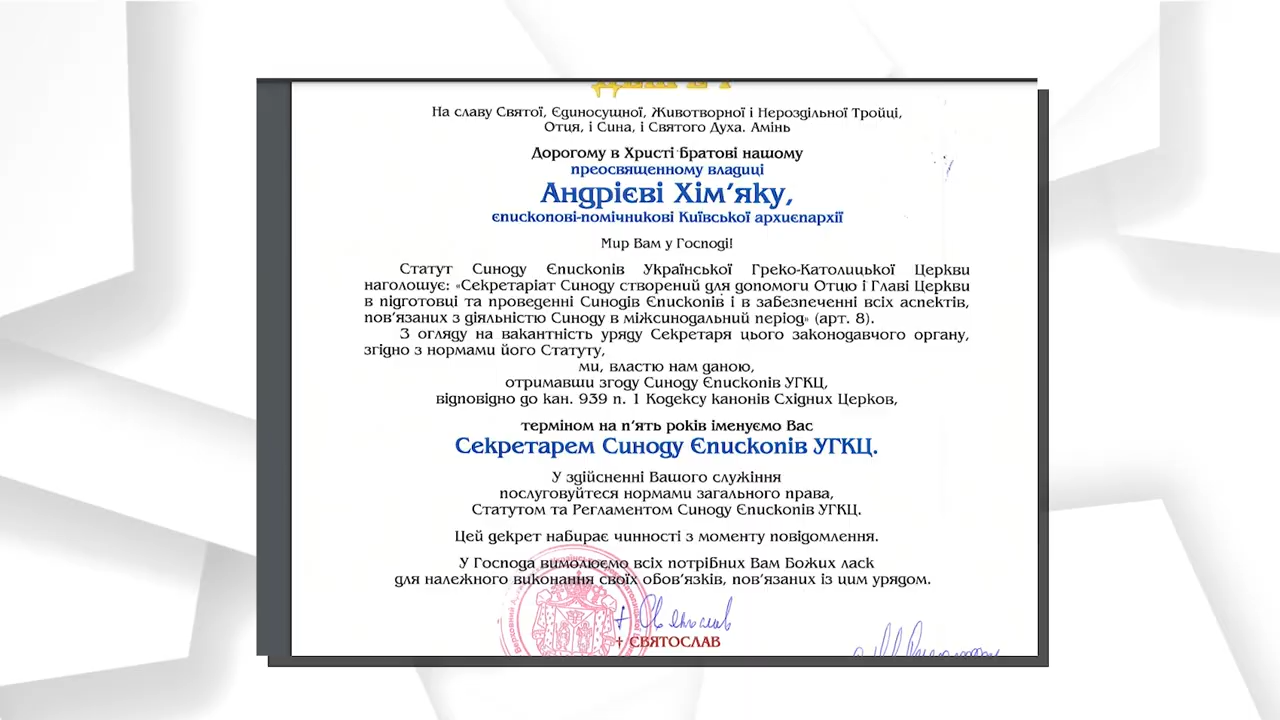 На славу Святої, Єдиносущної, Животворної і Нероздільної Тройці,
Отця, і Сина, і Святого Духа. Амінь
Дорогому в Христі братові нашому
преосвященному владиці
Андрієві Хім’яку,
єпископові-помічникові Київської архиєпархії
Мир Вам у Господі!
Статут Синоду Єпископів Української Греко-Католицької Церкви
наголошує: «Секретаріат Синоду створений для допомоги Отцю і Главі Церкви
в підготовці та проведенні Синодів Єпископів і в забезпеченні всіх аспектів,
пов’язаних з діяльністю Синоду в міжсинодальний період» (арт. 8).
З огляду на вакантність уряду Секретаря цього законодавчого органу,
згідно з нормами його Статуту,
ми, властю нам даною,
отримавши згоду Синоду Єпископів УГКЦ,
відповідно до кан. 939 п. 1 Кодексу канонів Східних Церков,
терміном на п’ять років іменуємо Вас
Секретарем Синоду Єпископів УГКЦ.
У здійсненні Вашого служіння
послуговуйтеся нормами загального права,
Статутом та Регламентом Синоду Єпископів УГКЦ.
Цей декрет набирає чинності з моменту повідомлення.
У Господа вимолюємо всіх потрібних Вам Божих ласк
для належного виконання своїх обов’язків, пов’язаних із цим урядом.
+ Святослав
† СВЯТОСЛАВ